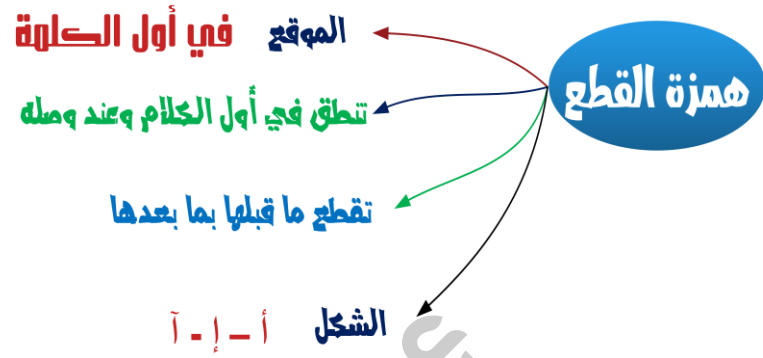 همزة القطع
الموقع في أول الكلمة
تنطق في أول الكلام وعند وصله
تقطع ما قبلها بما بعدها
الشكل أ – إ - آ